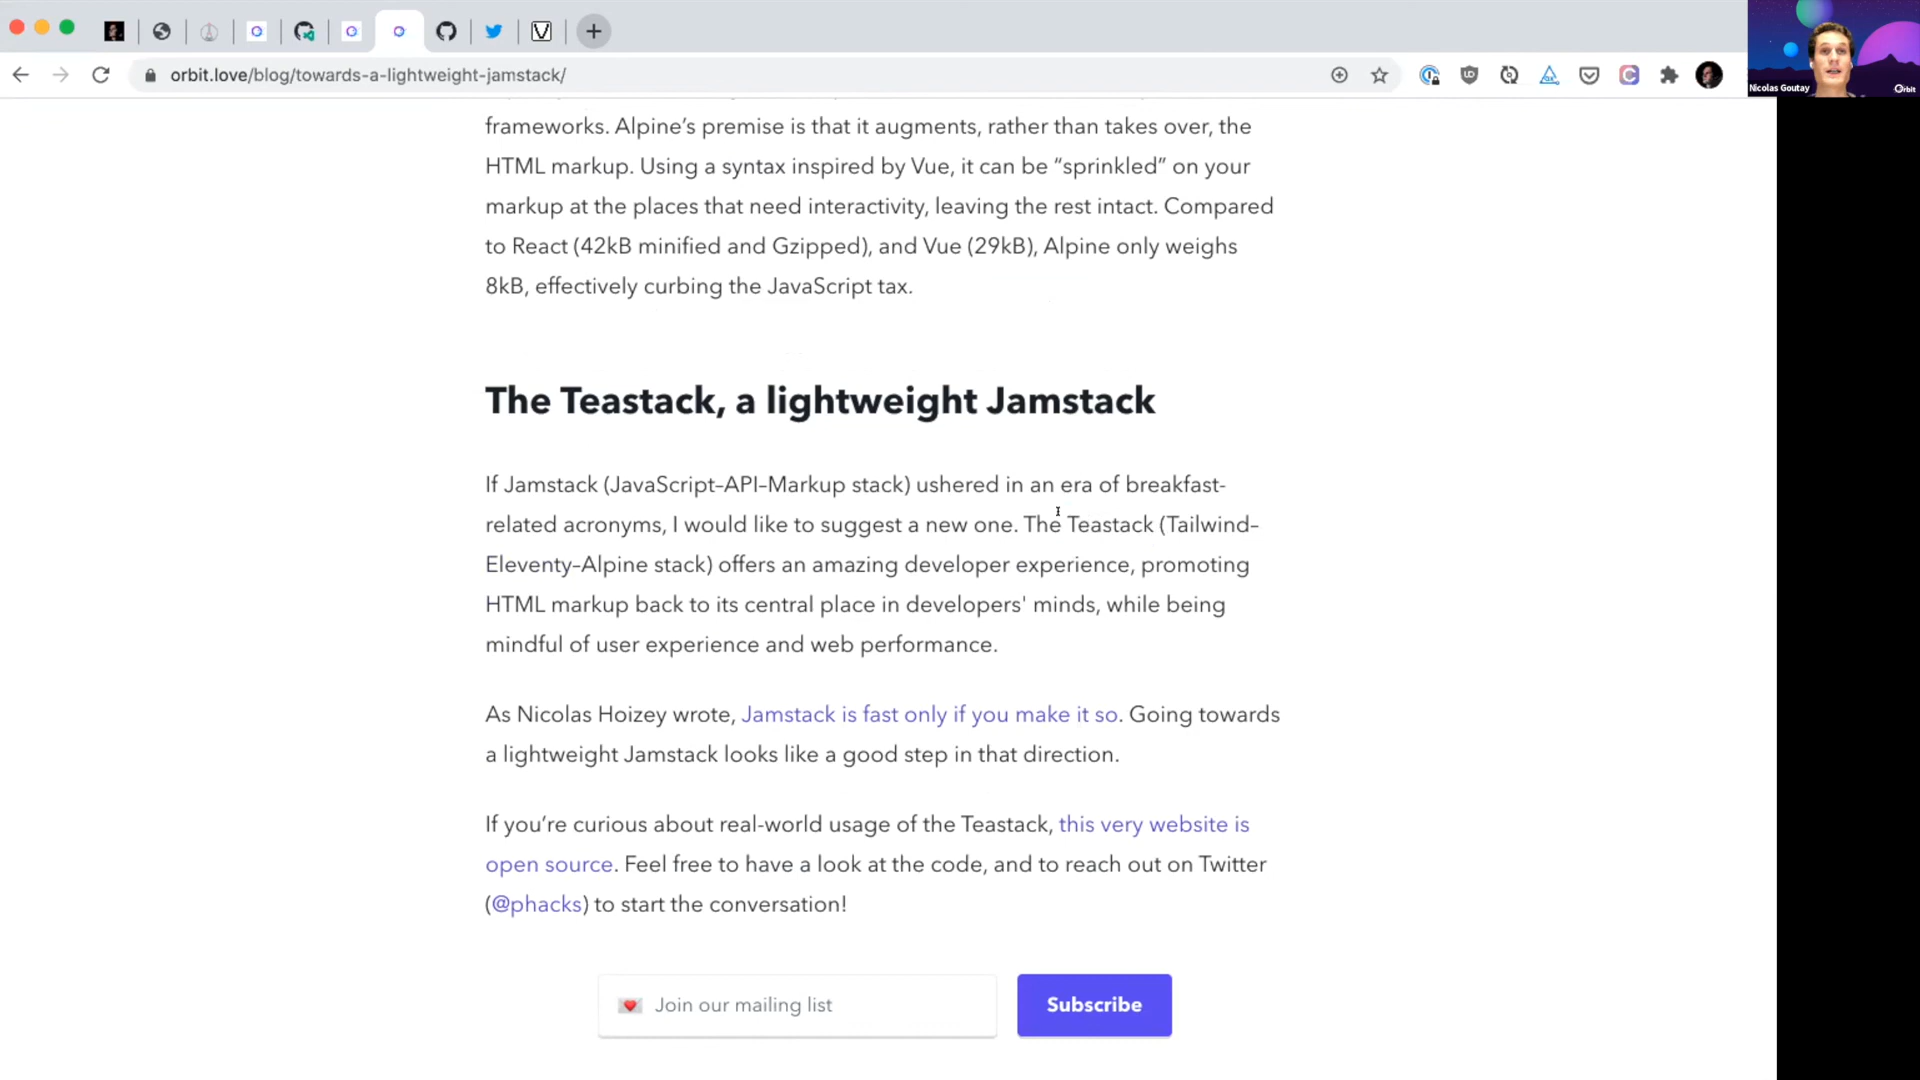 orbit.love/blog/towards-a-lightweight-jamstack/
Nicolas Goutay
Orbit
frameworks. Alpine’s premise is that it augments, rather than takes over, the
HTML markup. Using a syntax inspired by Vue, it can be “sprinkled” on your
markup at the places that need interactivity, leaving the rest intact. Compared
to React (42kB minified and Gzipped), and Vue (29kB), Alpine only weighs
8kB, effectively curbing the JavaScript tax.
The Teastack, a lightweight Jamstack
If Jamstack (JavaScript–API–Markup stack) ushered in an era of breakfast-
related acronyms, I would like to suggest a new one. The Teastack (Tailwind–
Eleventy–Alpine stack) offers an amazing developer experience, promoting
HTML markup back to its central place in developers' minds, while being
mindful of user experience and web performance.
As Nicolas Hoizey wrote, Jamstack is fast only if you make it so. Going towards
a lightweight Jamstack looks like a good step in that direction.
If you’re curious about real-world usage of the Teastack, this very website is
open source. Feel free to have a look at the code, and to reach out on Twitter
(@phacks) to start the conversation!
Join our mailing list
Subscribe